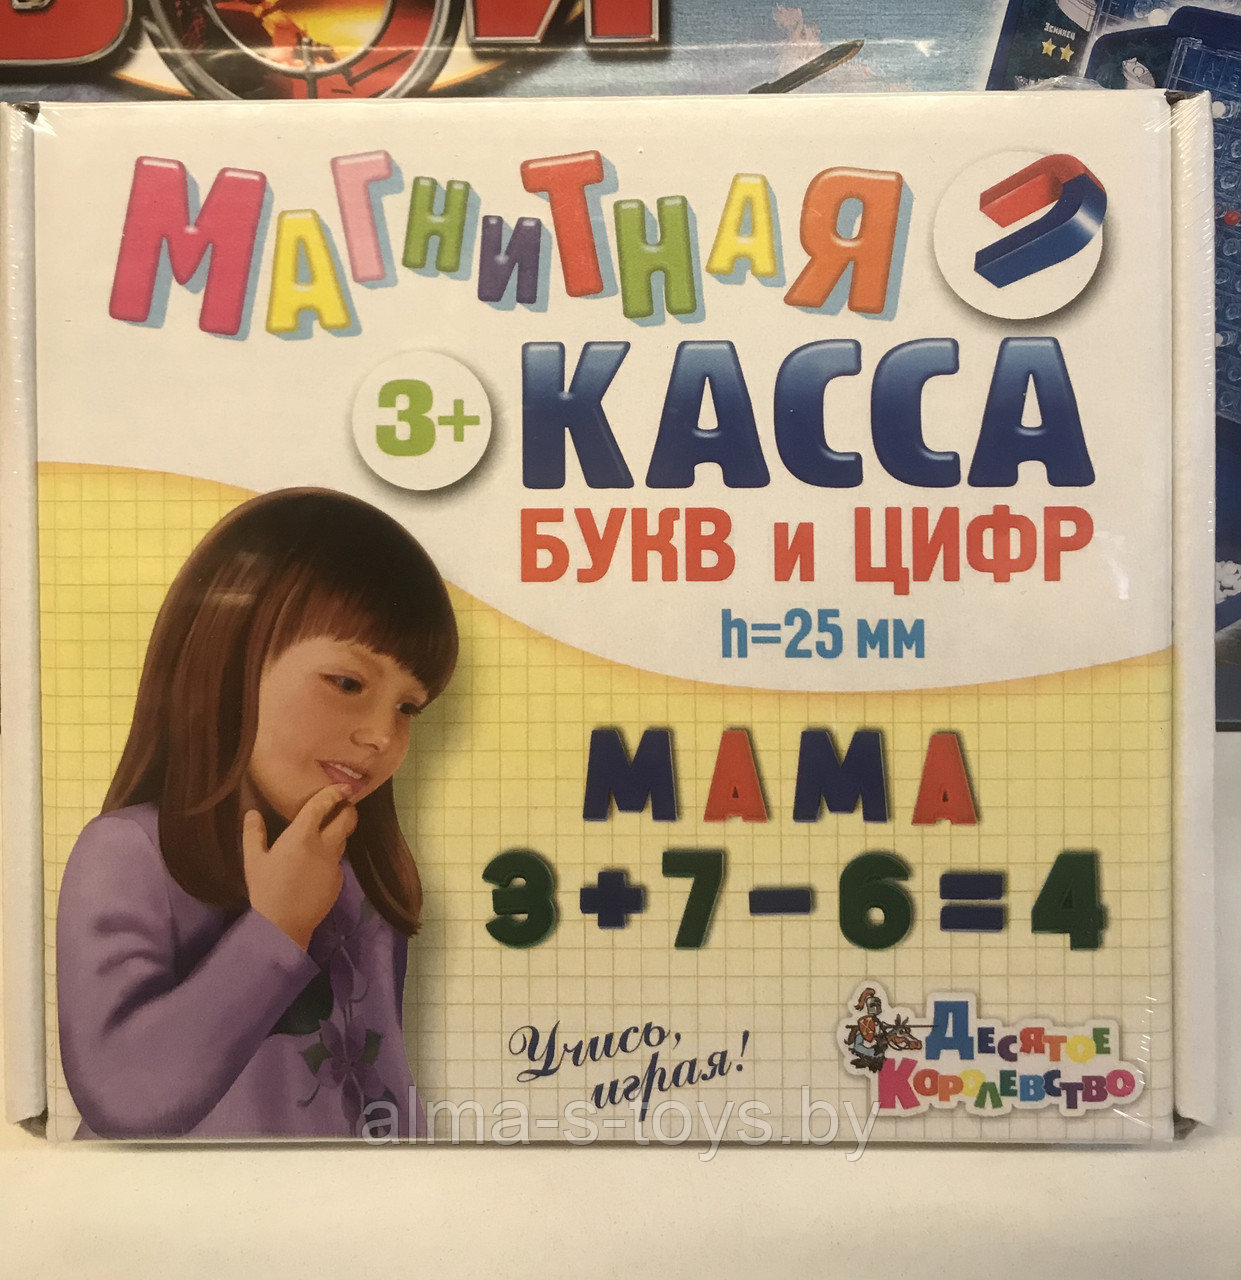 ВОЙ
МАГНИТНАЯ
3+
КАССА
БУКВ и ЦИФР
h=25 мм
МАМА
3+7-6=4
Учись,
играя!
ДЕСЯТОЕ
КОРОЛЕВСТВО
alma-s-toys.by